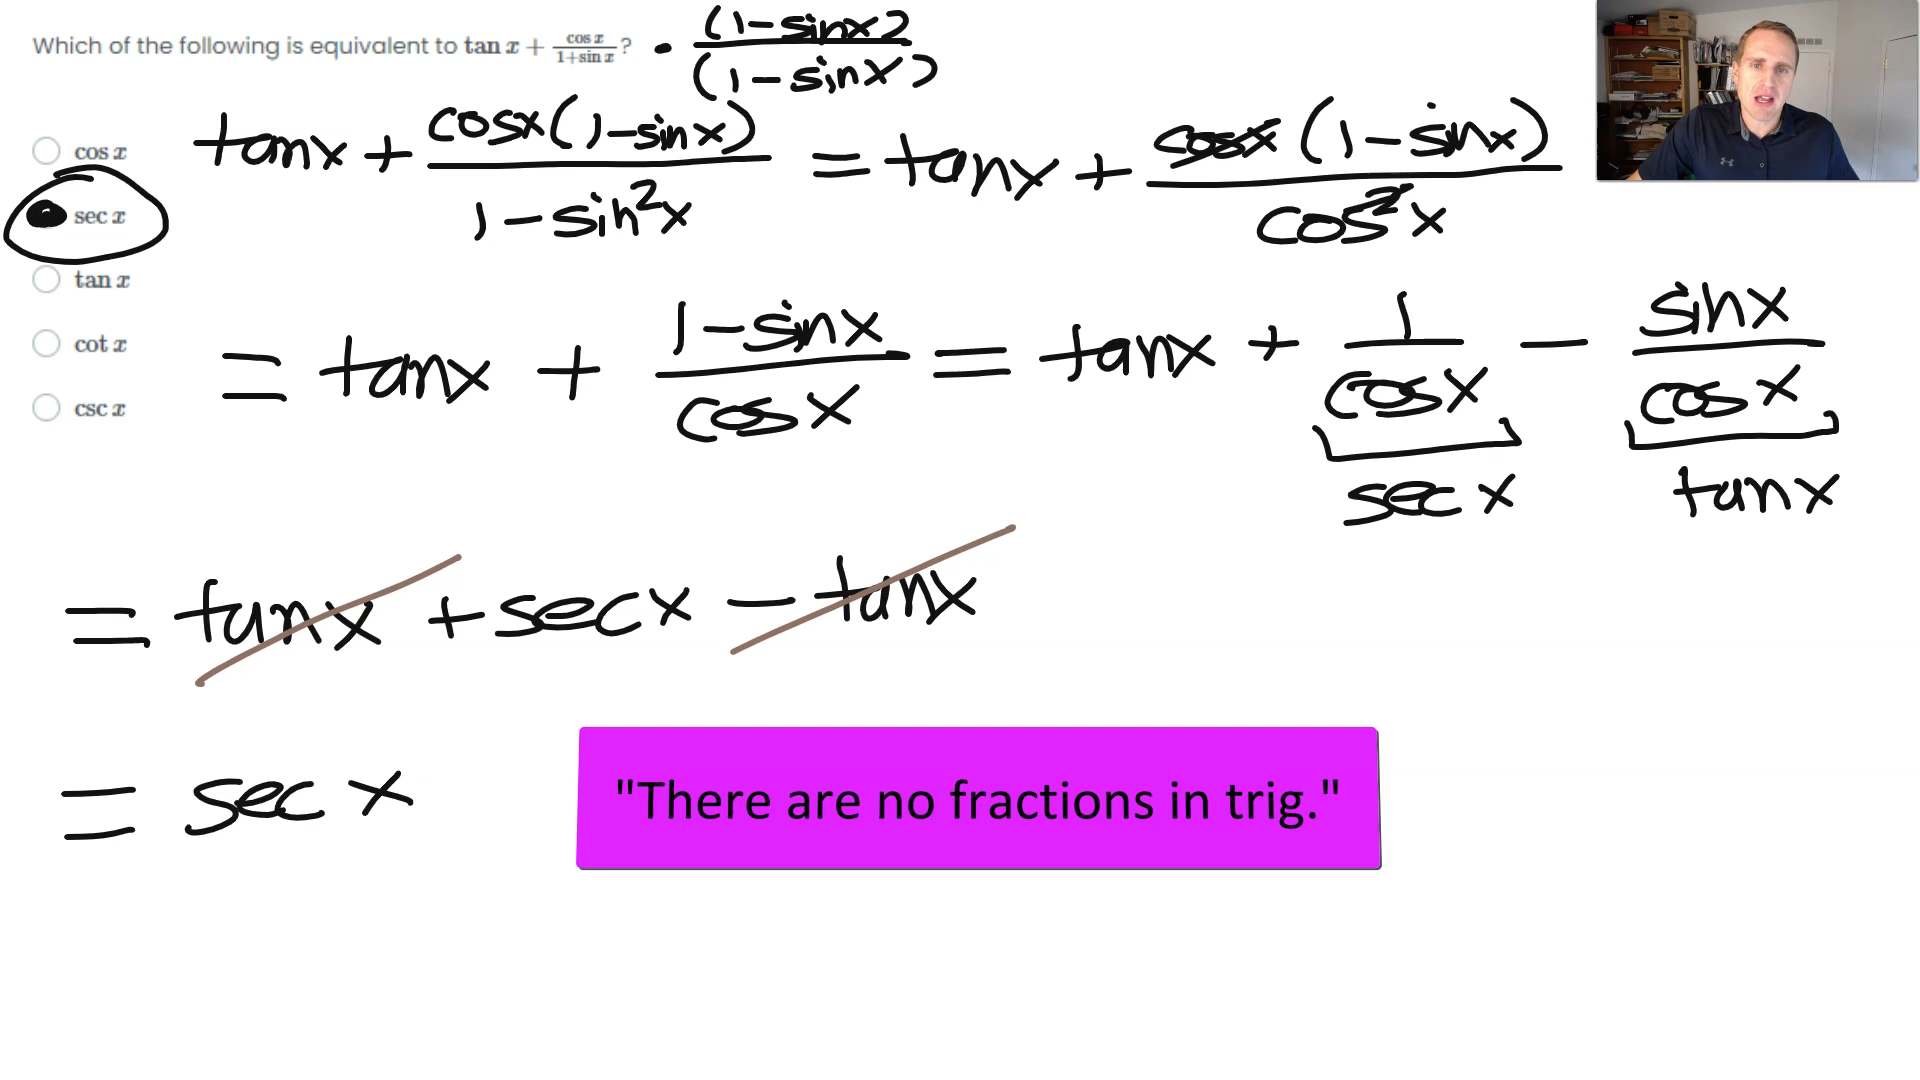 Which of the following is equivalent to tan x + cos x / 1+sin x ? • (1-sinx) / (1-sinx)
cos x
sec x
tan x
cot x
csc x
tanx + cosx(1-sinx) / 1-sin²x = tanx + cosx(1-sinx) / cos²x
= tanx + 1-sinx / cosx = tanx + 1 / cosx - sinx / cosx
secx tanx
= tanx + secx - tanx
= secx
"There are no fractions in trig."